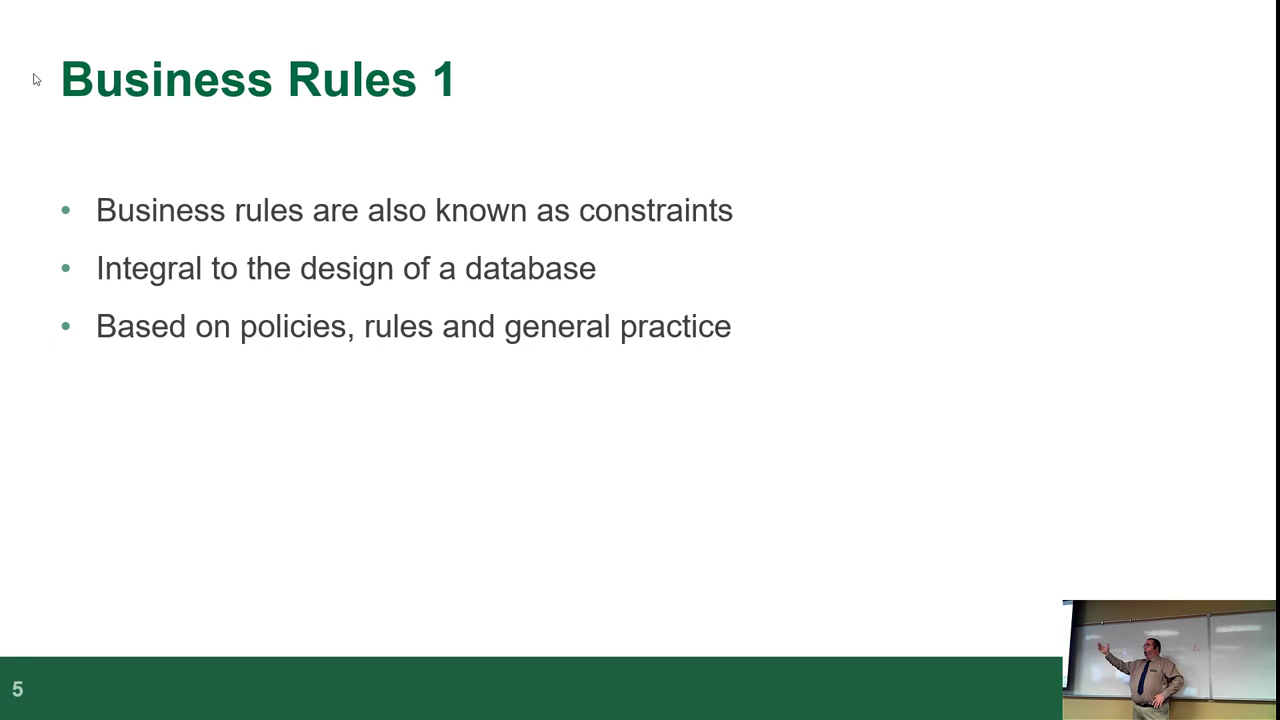 Business Rules 1
• Business rules are also known as constraints
• Integral to the design of a database
• Based on policies, rules and general practice
5